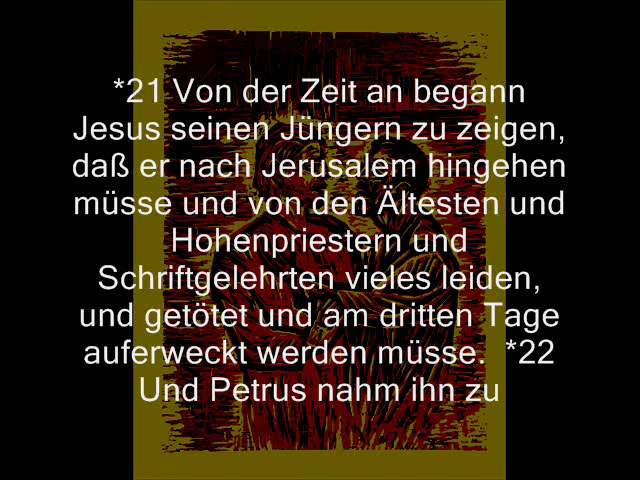 *21 Von der Zeit an begann
Jesus seinen Jüngern zu zeigen,
daß er nach Jerusalem hingehen
müsse und von den Ältesten und
Hohenpriestern und
Schriftgelehrten vieles leiden,
und getötet und am dritten Tage
auferweckt werden müsse.  *22
Und Petrus nahm ihn zu